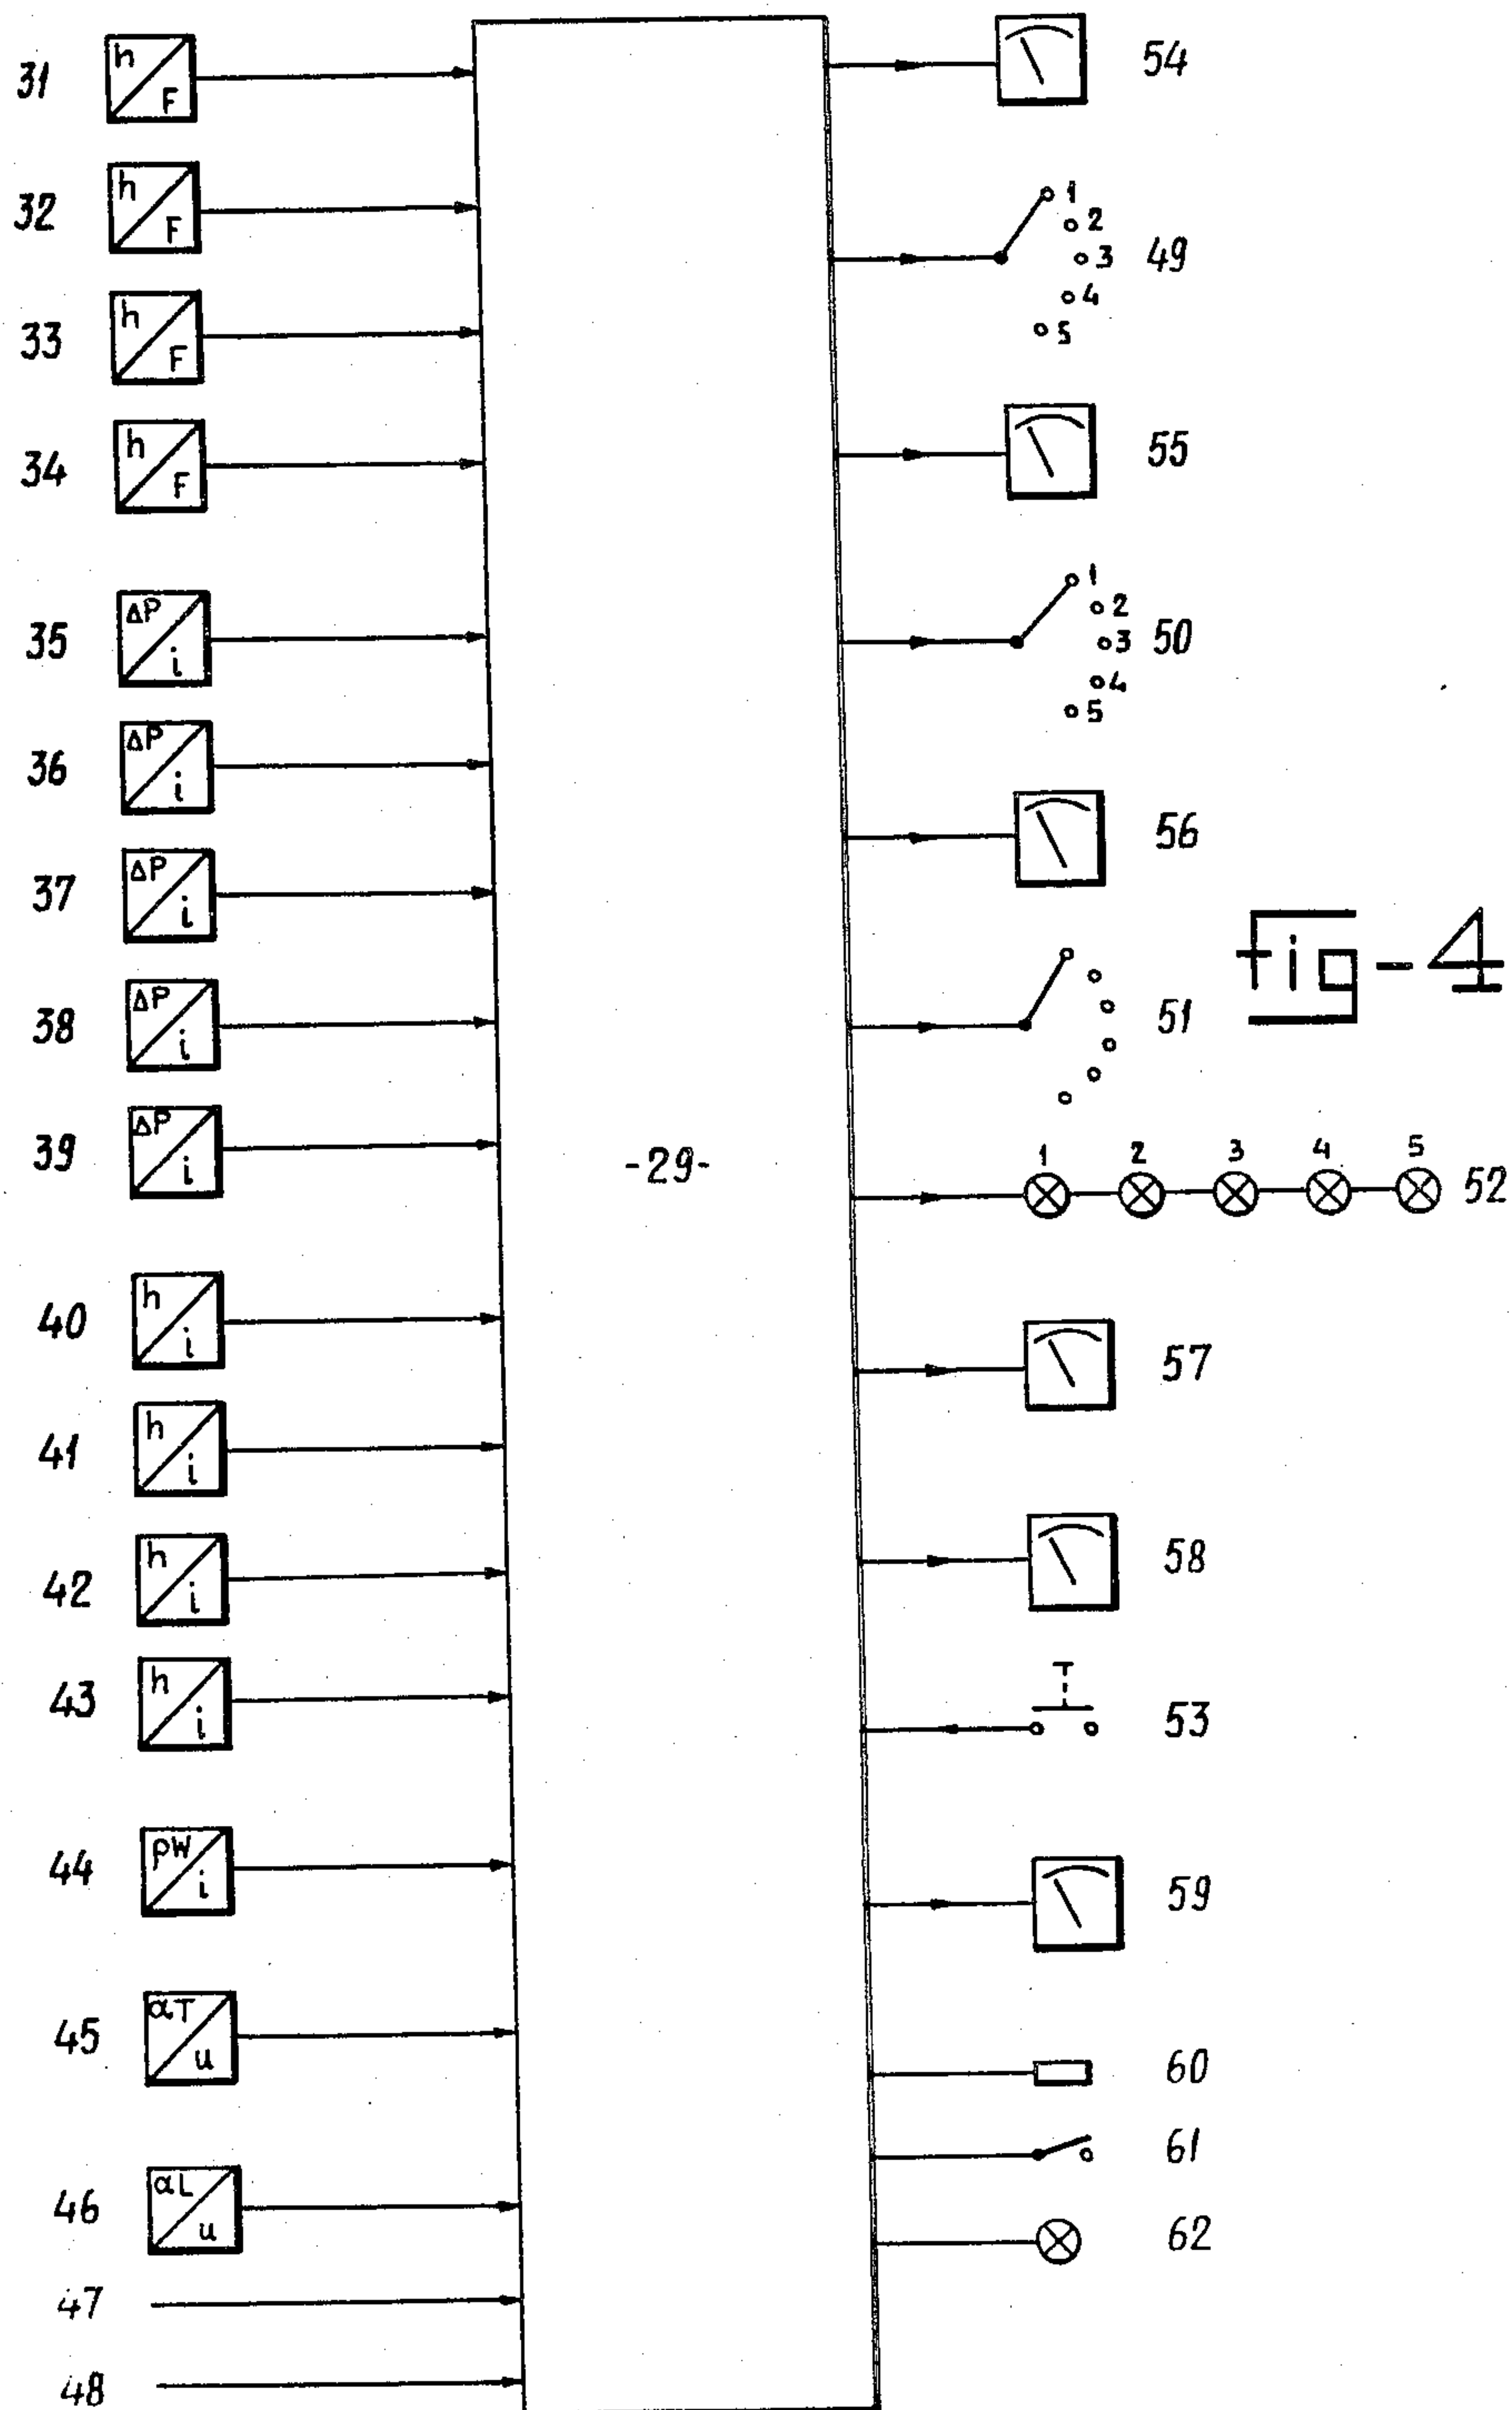 31 h F
32 h F
33 h F
34 h F
35 ΔP i
36 ΔP i
37 ΔP i
38 ΔP i
39 ΔP i
40 h i
41 h i
42 h i
43 h i
44 ρW i
45 αT u
46 αL u
47
48
-29-
54
1
2
3 49
4
5
55
1
2
3 50
4
5
56
51
1 2 3 4 5
52
57
58
53
59
60
61
62
fig-4